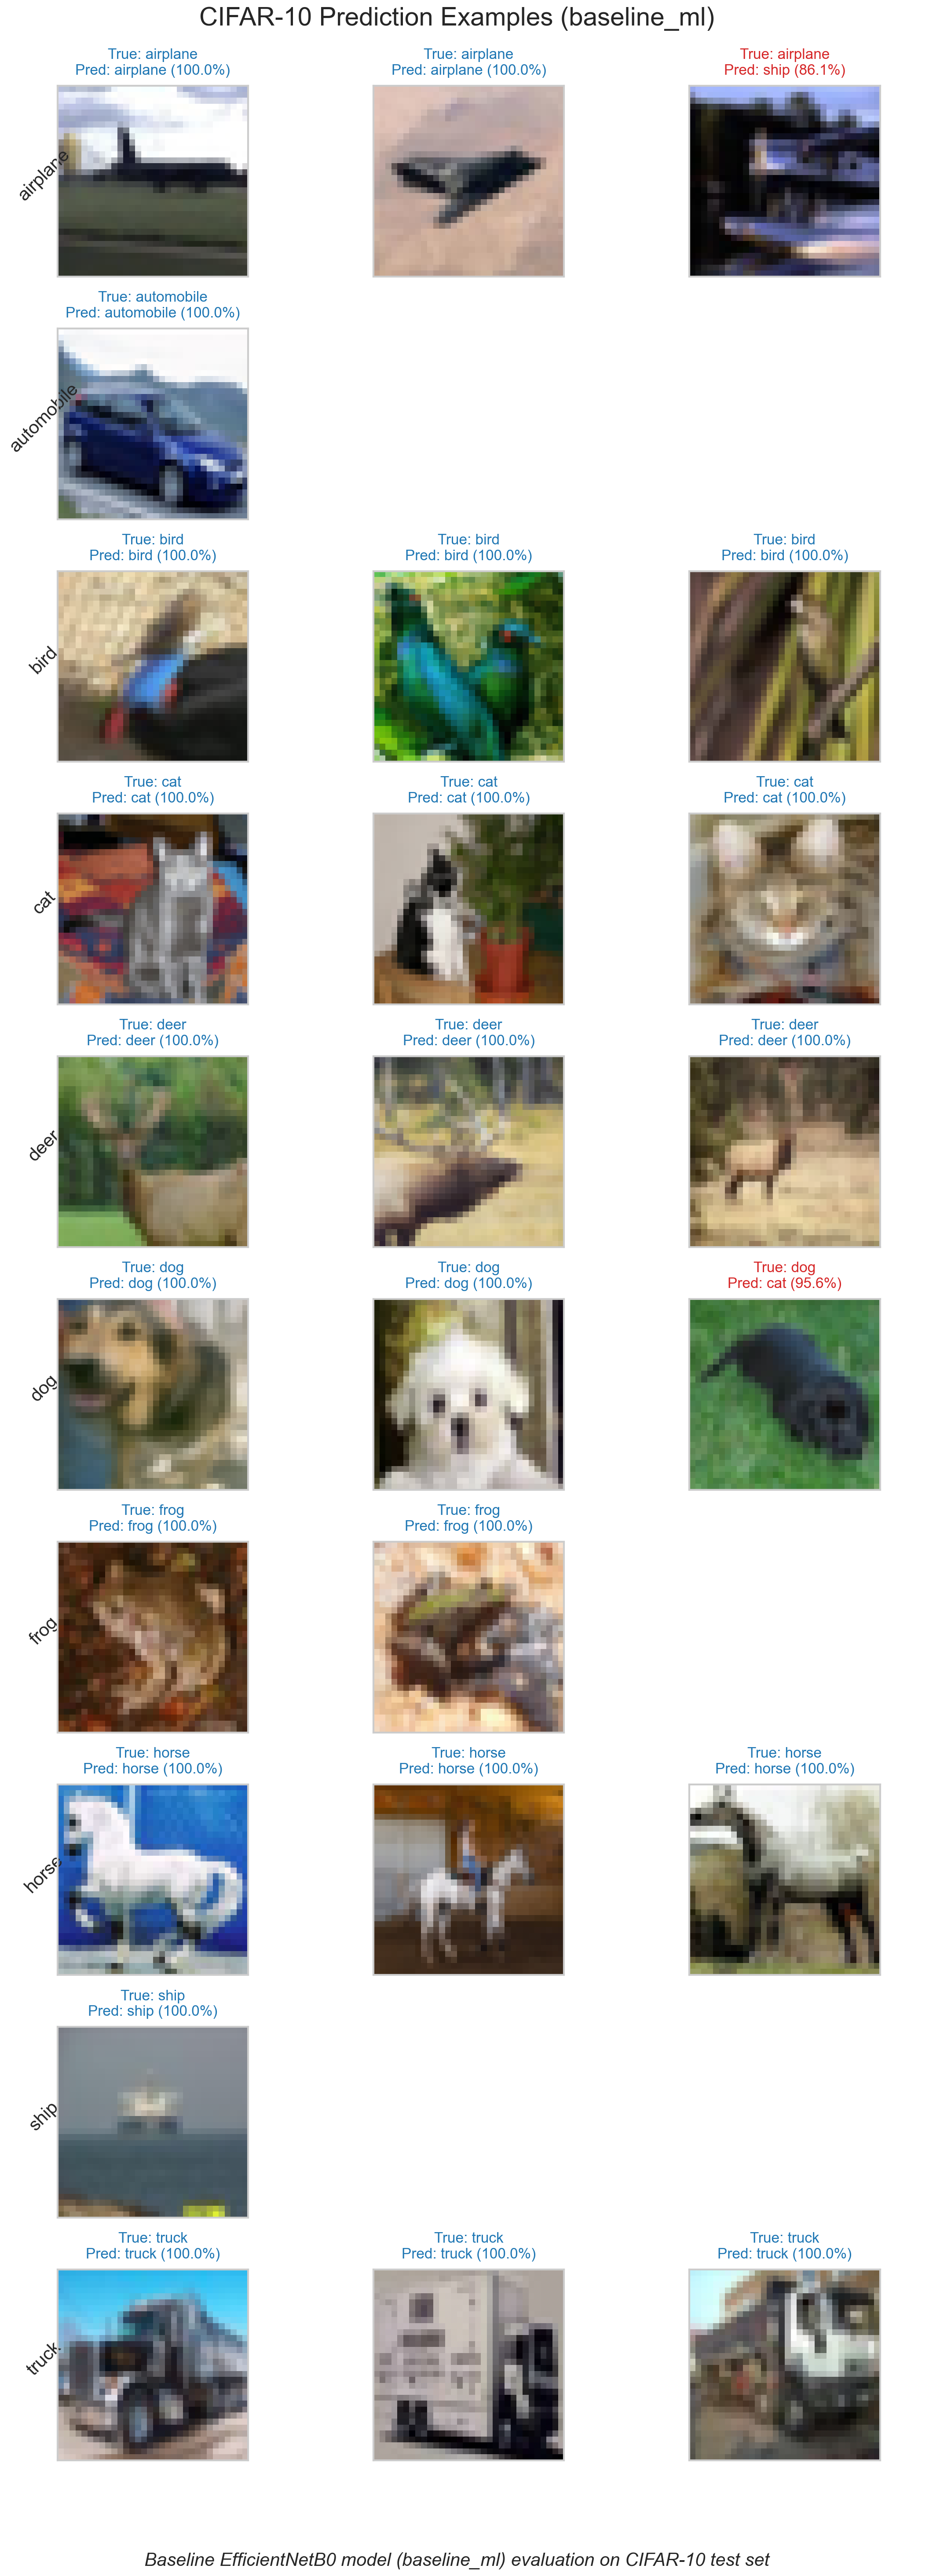 CIFAR-10 Prediction Examples (baseline_ml)
True: airplane
Pred: airplane (100.0%)
True: airplane
Pred: airplane (100.0%)
True: airplane
Pred: ship (86.1%)
airplane
True: automobile
Pred: automobile (100.0%)
automobile
True: bird
Pred: bird (100.0%)
True: bird
Pred: bird (100.0%)
True: bird
Pred: bird (100.0%)
bird
True: cat
Pred: cat (100.0%)
True: cat
Pred: cat (100.0%)
True: cat
Pred: cat (100.0%)
cat
True: deer
Pred: deer (100.0%)
True: deer
Pred: deer (100.0%)
True: deer
Pred: deer (100.0%)
deer
True: dog
Pred: dog (100.0%)
True: dog
Pred: dog (100.0%)
True: dog
Pred: cat (95.6%)
dog
True: frog
Pred: frog (100.0%)
True: frog
Pred: frog (100.0%)
frog
True: horse
Pred: horse (100.0%)
True: horse
Pred: horse (100.0%)
True: horse
Pred: horse (100.0%)
horse
True: ship
Pred: ship (100.0%)
ship
True: truck
Pred: truck (100.0%)
True: truck
Pred: truck (100.0%)
True: truck
Pred: truck (100.0%)
truck
Baseline EfficientNetB0 model (baseline_ml) evaluation on CIFAR-10 test set